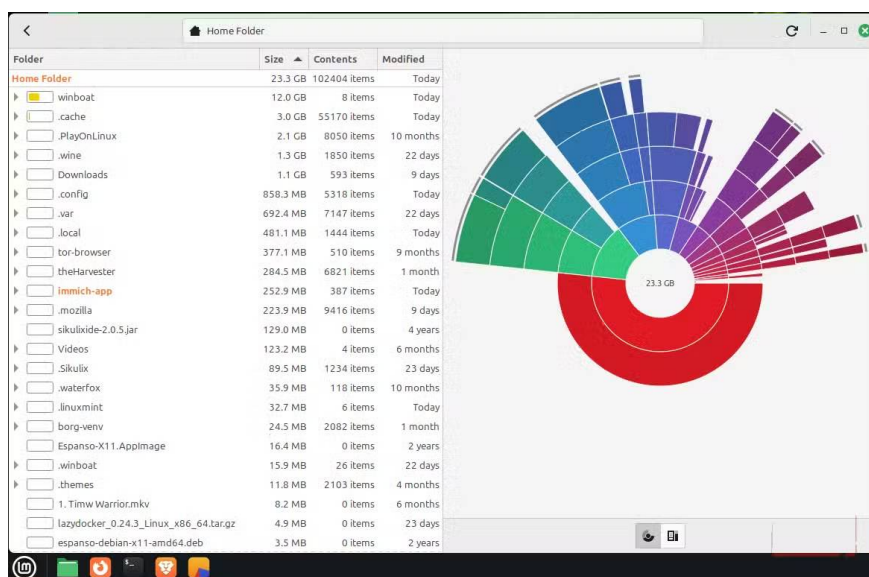 Home Folder
Folder Size Contents Modified
Home Folder 23.3 GB 102404 items Today
winboat 12.0 GB 8 items Today
.cache 3.0 GB 55170 items Today
.PlayOnLinux 2.1 GB 8050 items 10 months
.wine 1.3 GB 1850 items 22 days
Downloads 1.1 GB 593 items 9 days
.config 858.3 MB 5318 items Today
.var 692.4 MB 7147 items 22 days
.local 481.1 MB 1444 items Today
tor-browser 377.1 MB 510 items 9 months
theHarvester 284.5 MB 6821 items 1 month
immich-app 252.9 MB 387 items Today
.mozilla 223.9 MB 9416 items 9 days
sikulixide-2.0.5.jar 129.0 MB 0 items 4 years
Videos 123.2 MB 4 items 6 months
.Sikulix 89.5 MB 1234 items 23 days
.waterfox 35.9 MB 118 items 10 months
.linuxmint 32.7 MB 6 items Today
borg-venv 24.5 MB 2082 items 1 month
Espanso-X11.AppImage 16.4 MB 0 items 2 years
.winboat 15.9 MB 26 items 22 days
.themes 11.8 MB 2103 items 4 months
1. Timw Warrior.mkv 8.2 MB 0 items 6 months
lazydocker_0.24.3_Linux_x86_64.tar.gz 4.9 MB 0 items 23 days
espanso-debian-x11-amd64.deb 3.5 MB 0 items 2 years
23.3 GB